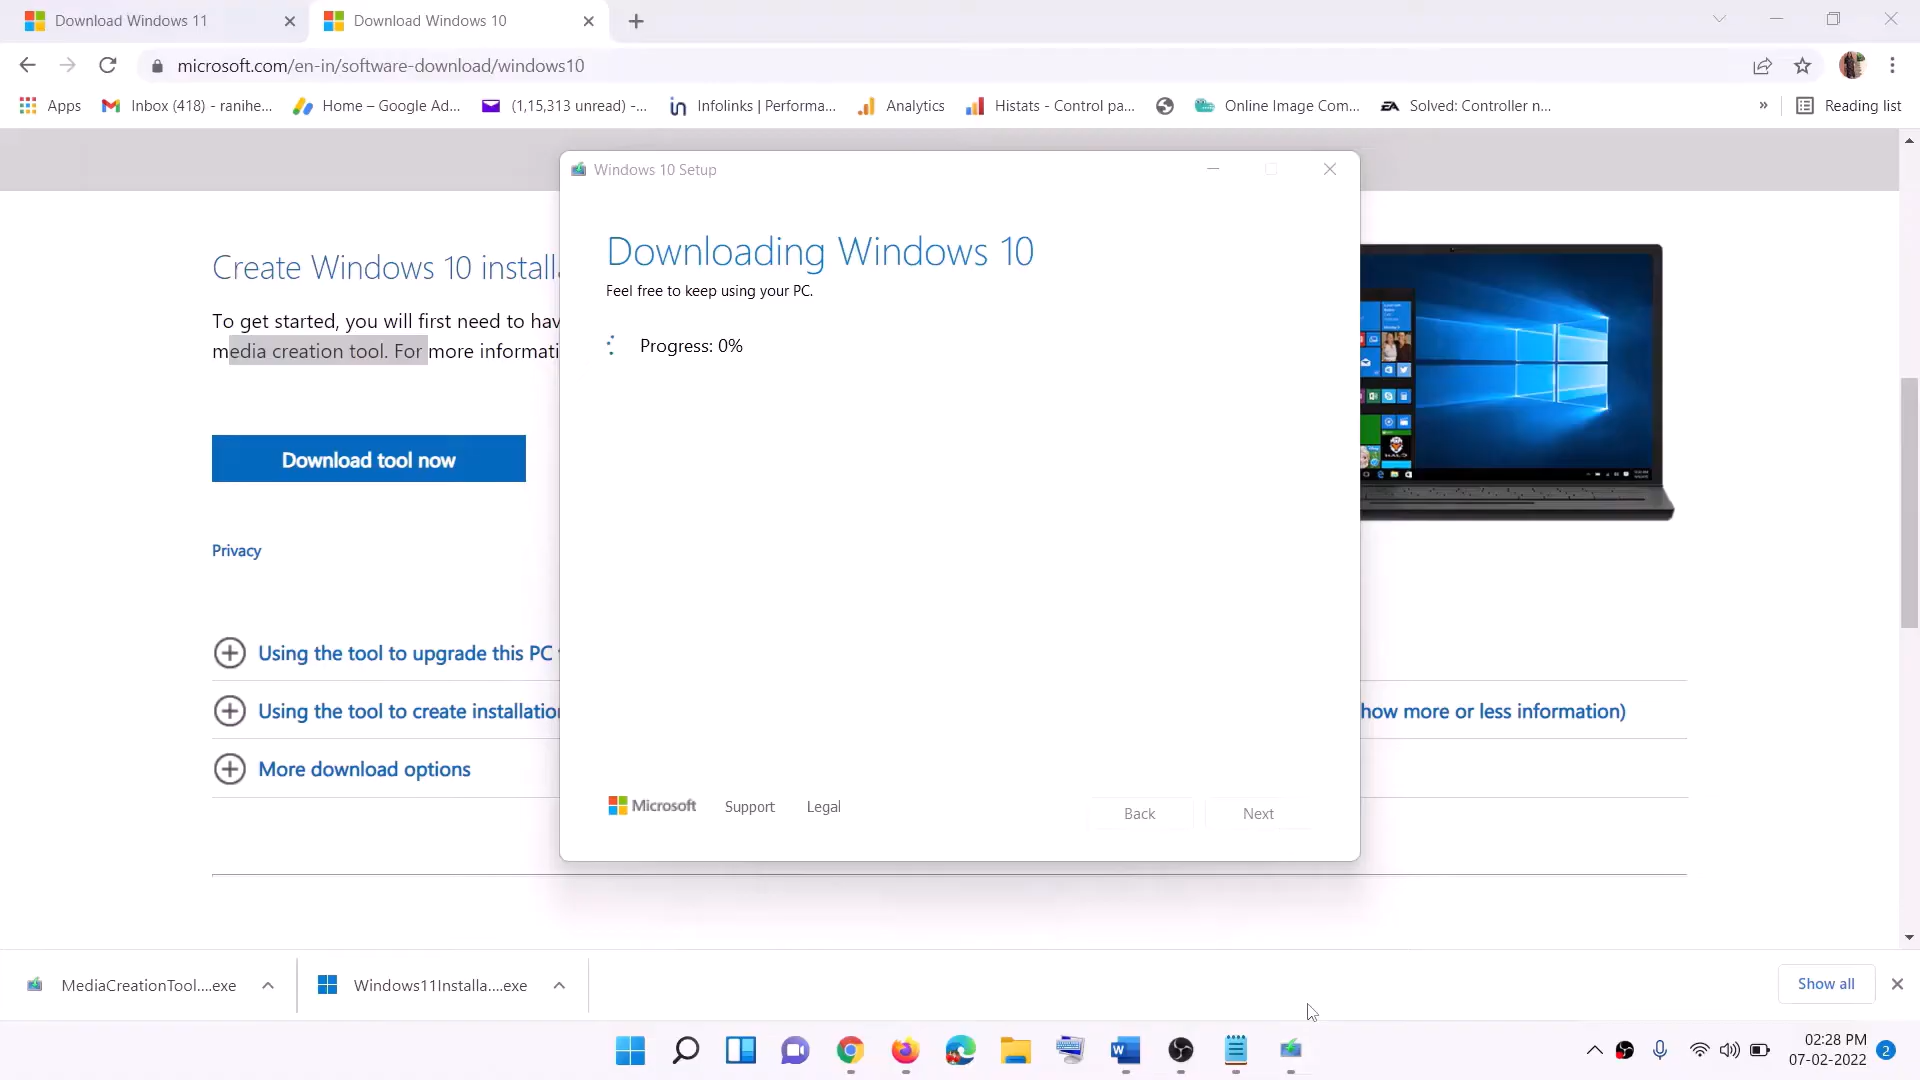 Download Windows 11
Download Windows 10
microsoft.com/en-in/software-download/windows10
Apps
Inbox (418) - ranihe...
Home – Google Ad...
(1,15,313 unread) -...
Infolinks | Performa...
Analytics
Histats - Control pa...
Online Image Com...
Solved: Controller n...
»
Reading list
Windows 10 Setup
Downloading Windows 10
Feel free to keep using your PC.
Progress: 0%
Create Windows 10 install
To get started, you will first need to hav
media creation tool. For more informati
Download tool now
Privacy
Using the tool to upgrade this PC
Using the tool to create installation
how more or less information)
More download options
Microsoft
Support
Legal
Back
Next
MediaCreationTool....exe
Windows11Installa....exe
Show all
02:28 PM
07-02-2022
2